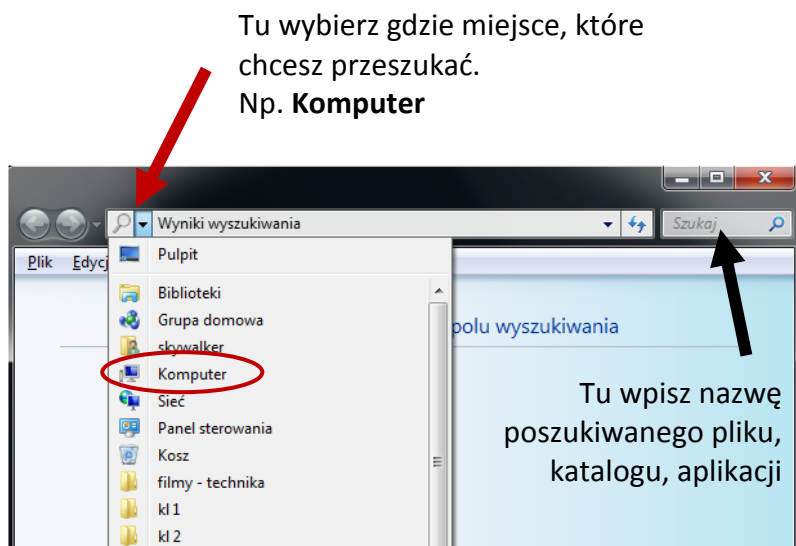 Tu wybierz gdzie miejsce, które
chcesz przeszukać.
Np. Komputer
Wyniki wyszukiwania
Szukaj
Plik Edycj
Pulpit
Biblioteki
Grupa domowa
polu wyszukiwania
skywalker
Komputer
Sieć
Panel sterowania
Kosz
filmy - technika
kl 1
kl 2
Tu wpisz nazwę
poszukiwanego pliku,
katalogu, aplikacji